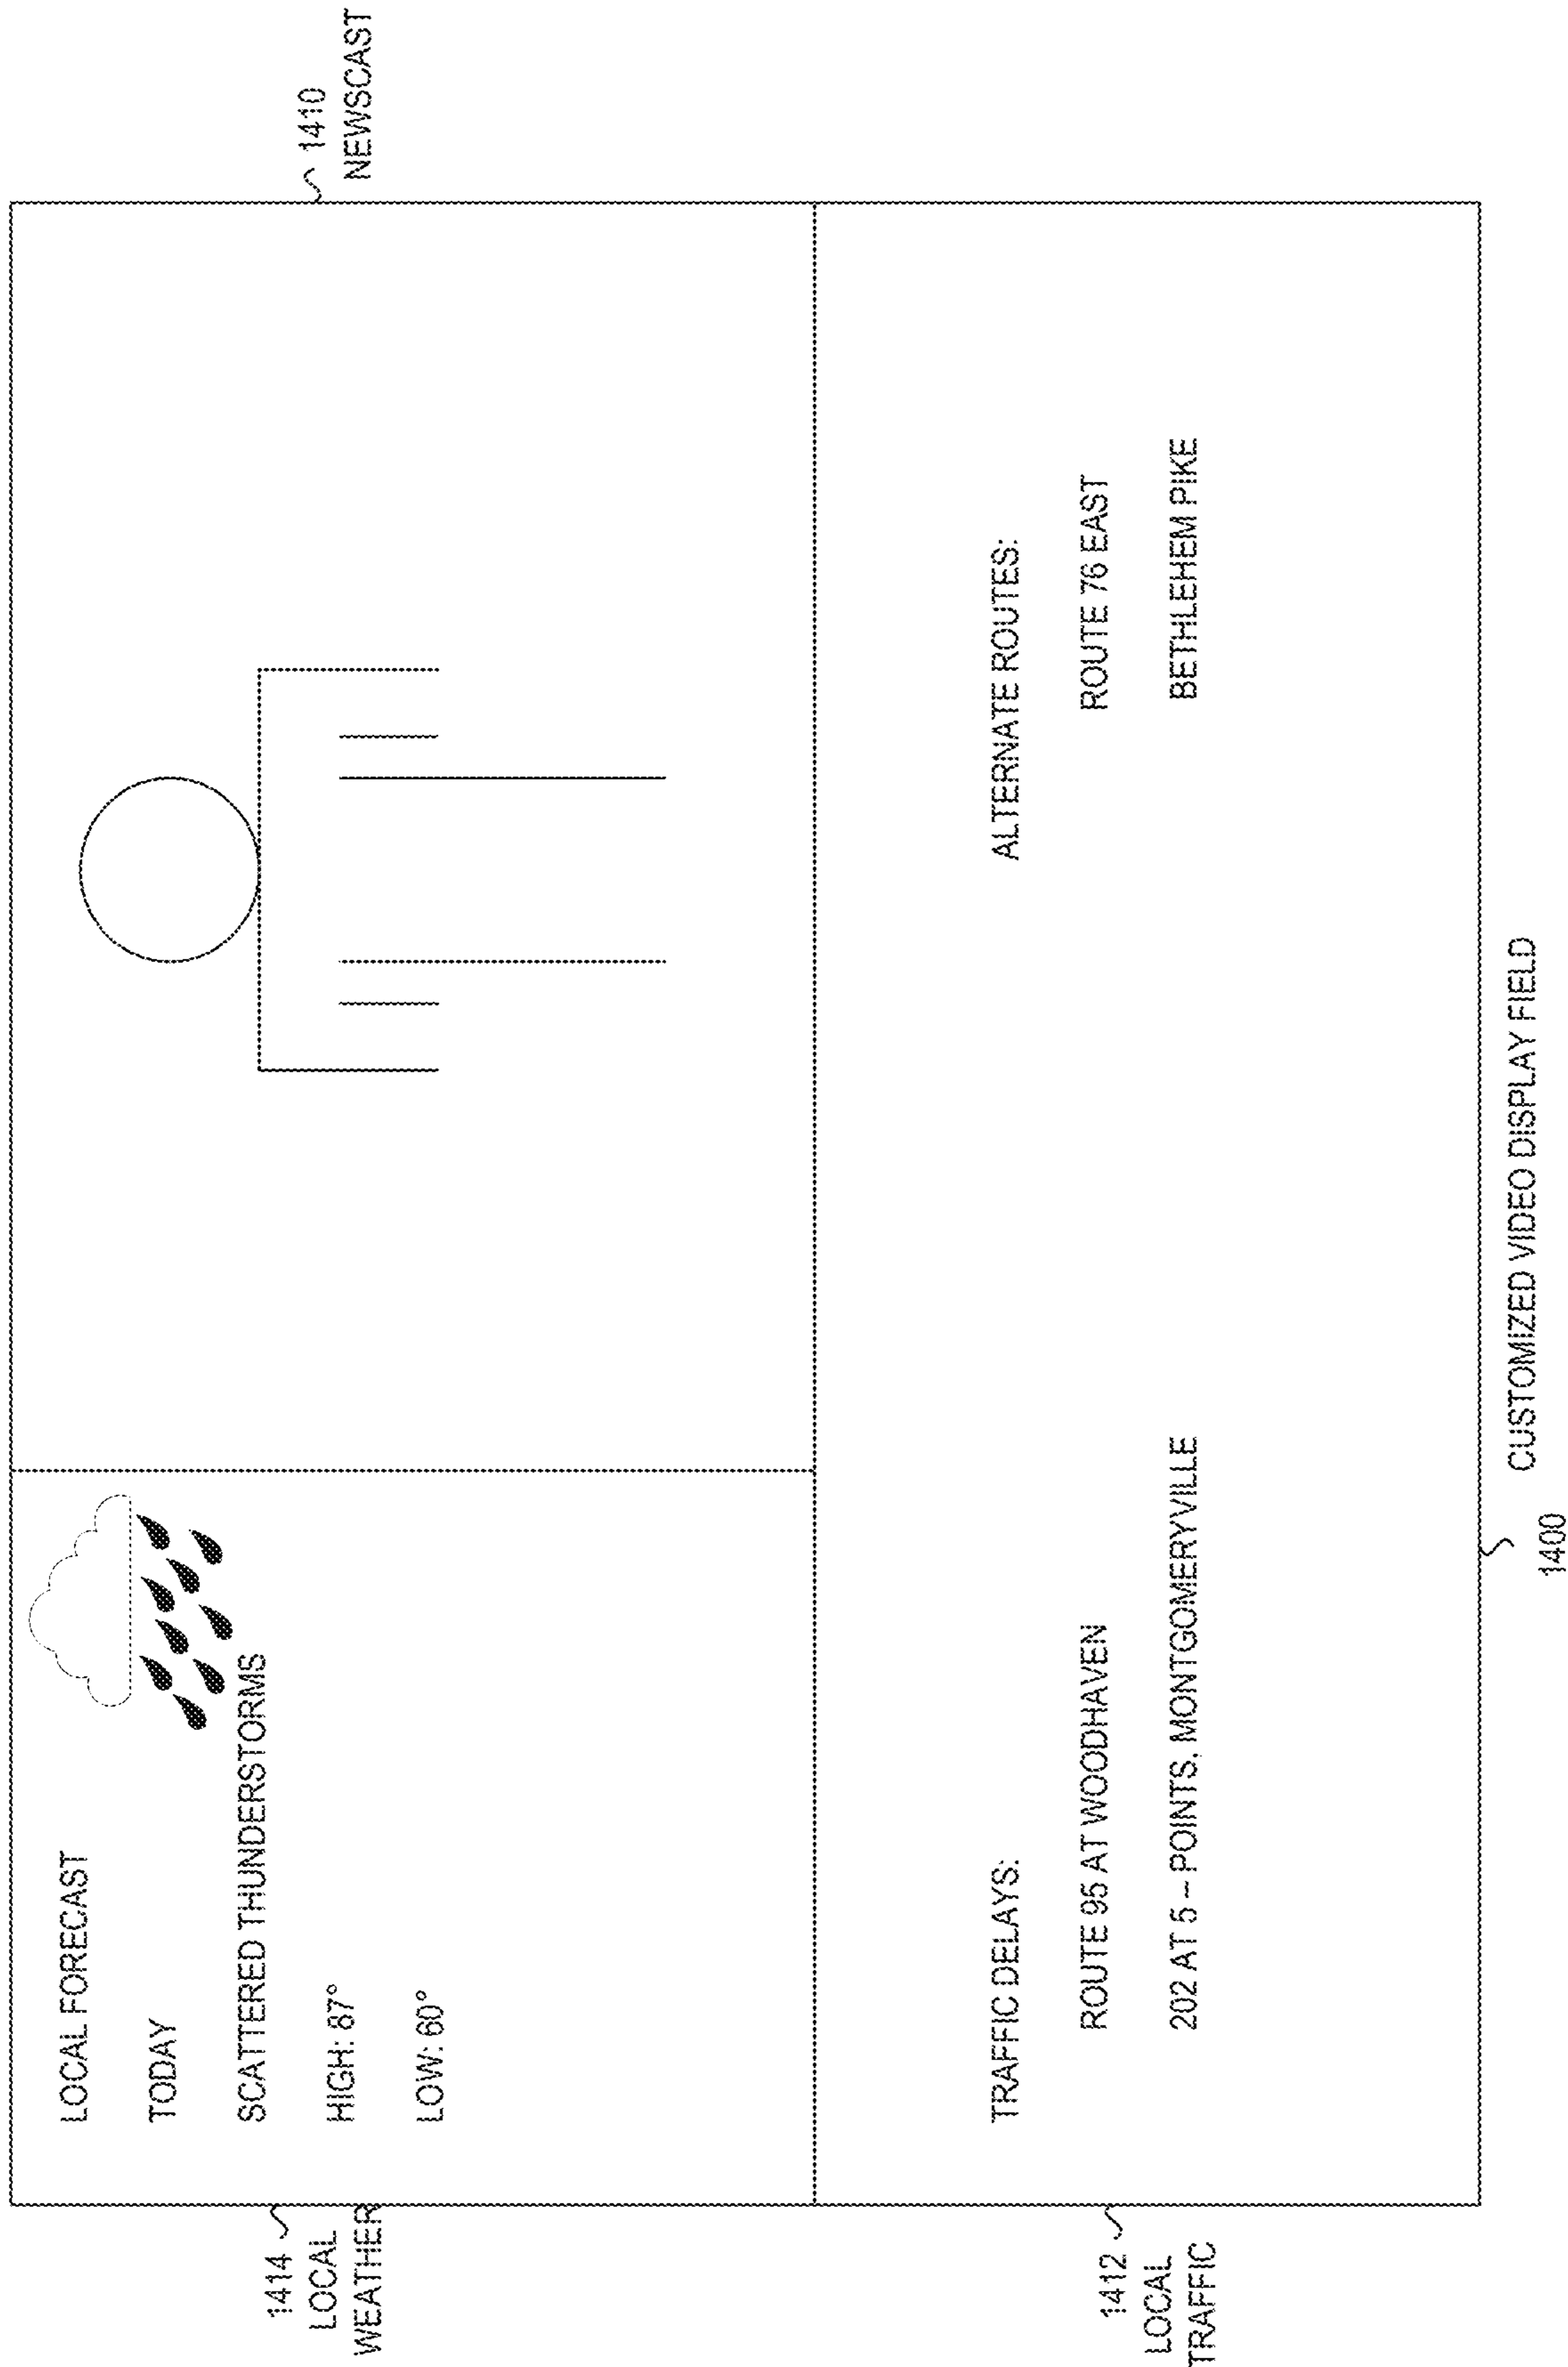 LOCAL FORECAST
TODAY
SCATTERED THUNDERSTORMS
HIGH: 87°
LOW: 60°
1414
LOCAL
WEATHER
1410
NEWSCAST
TRAFFIC DELAYS:
ROUTE 95 AT WOODHAVEN
202 AT 5 – POINTS, MONTGOMERYVILLE
ALTERNATE ROUTES:
ROUTE 76 EAST
BETHLEHEM PIKE
1412
LOCAL
TRAFFIC
CUSTOMIZED VIDEO DISPLAY FIELD
1400